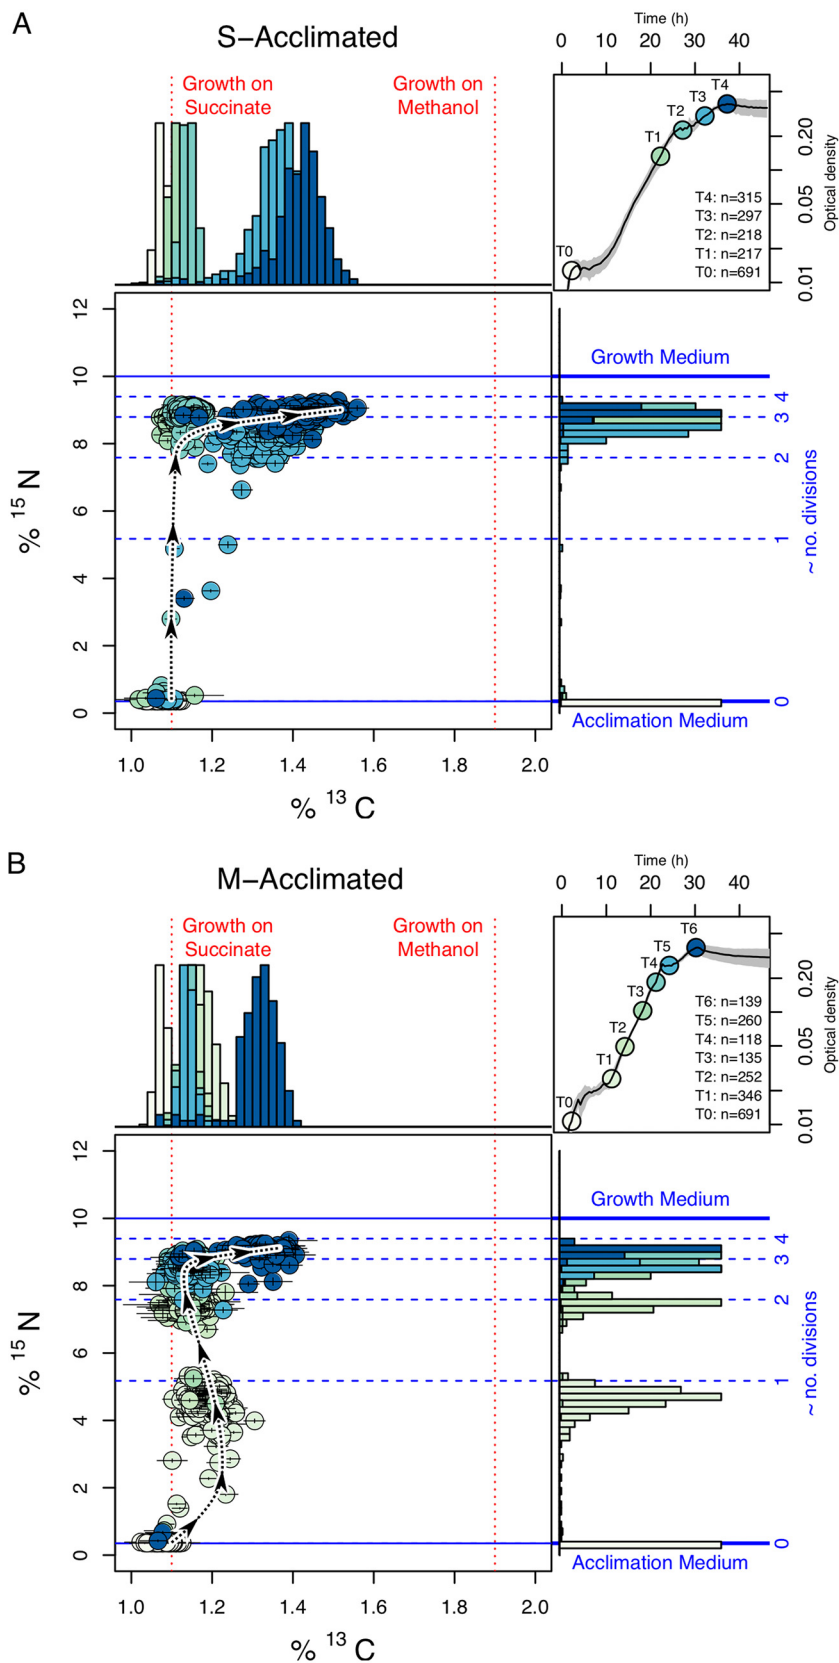 A
S−Acclimated
Growth on
Succinate
Growth on
Methanol
Time (h)
0 10 20 30 40
T0
T1
T2
T3
T4
T4: n=315
T3: n=297
T2: n=218
T1: n=217
T0: n=691
0.20
0.05
0.01
Optical density
12
10
8
6
4
2
0
% 15 N
1.0 1.2 1.4 1.6 1.8 2.0
% 13 C
Growth Medium
4
3
2
1
0
~ no. divisions
Acclimation Medium
B
M−Acclimated
Growth on
Succinate
Growth on
Methanol
Time (h)
0 10 20 30 40
T0
T1
T2
T3
T4
T5
T6
T6: n=139
T5: n=260
T4: n=118
T3: n=135
T2: n=252
T1: n=346
T0: n=691
0.20
0.05
0.01
Optical density
12
10
8
6
4
2
0
% 15 N
1.0 1.2 1.4 1.6 1.8 2.0
% 13 C
Growth Medium
4
3
2
1
0
~ no. divisions
Acclimation Medium